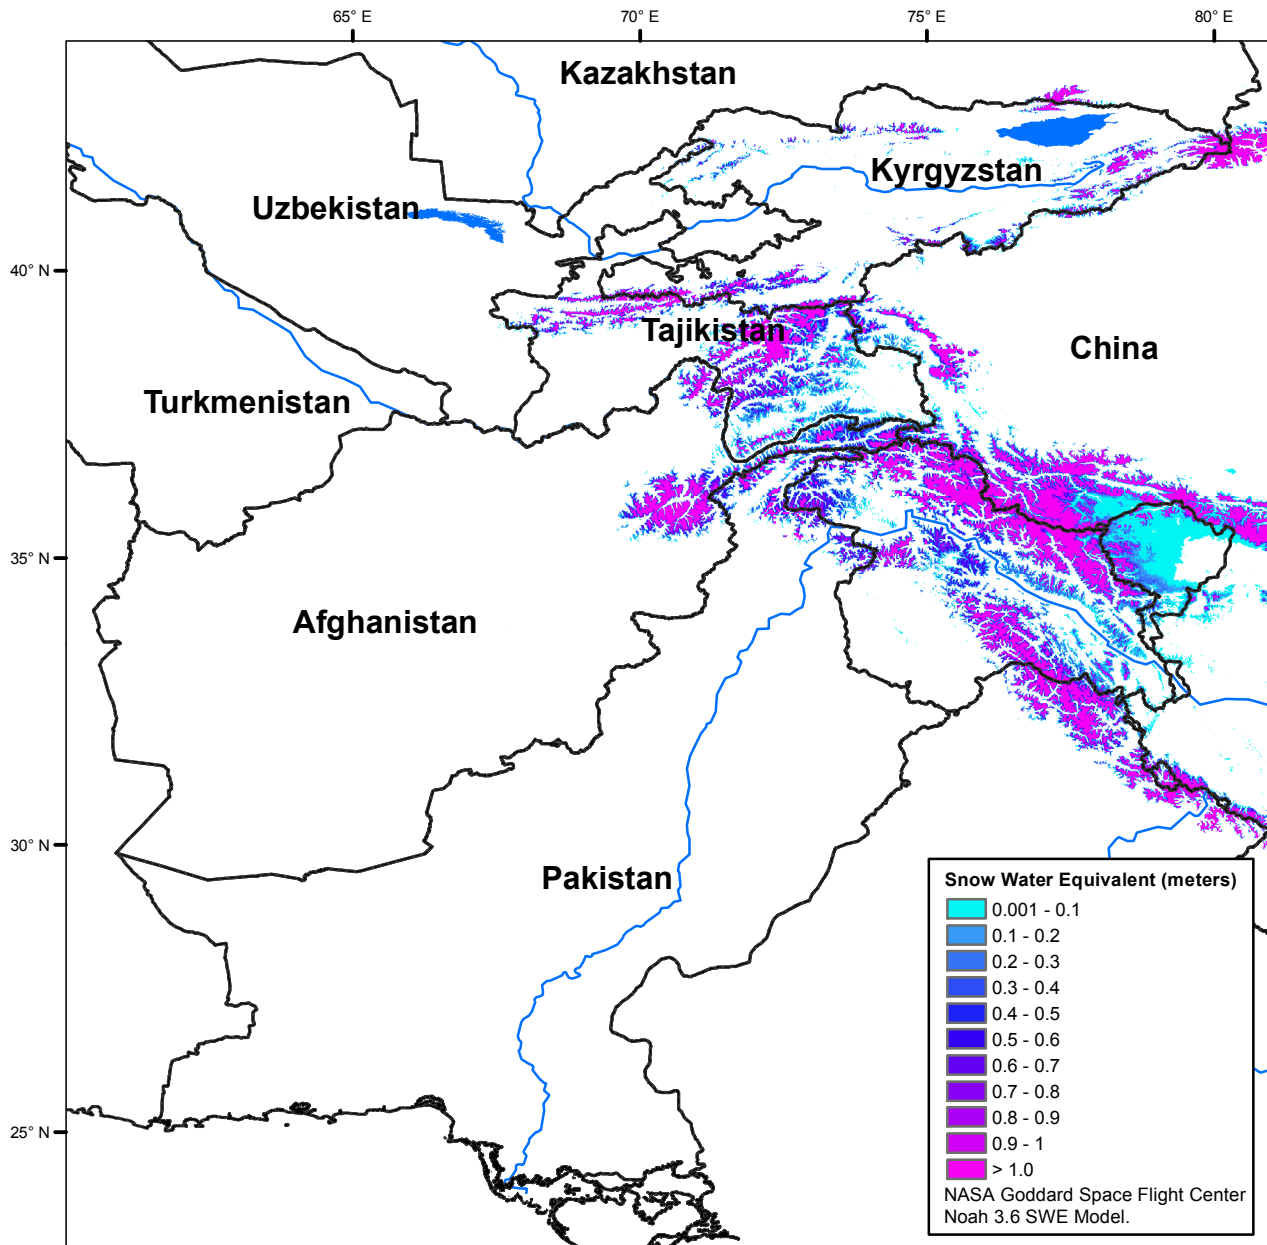 65° E
70° E
75° E
80° E
Kazakhstan
Kyrgyzstan
Uzbekistan
40° N
Tajikistan
China
Turkmenistan
35° N
Afghanistan
30° N
Pakistan
25° N
Snow Water Equivalent (meters)
0.001 - 0.1
0.1 - 0.2
0.2 - 0.3
0.3 - 0.4
0.4 - 0.5
0.5 - 0.6
0.6 - 0.7
0.7 - 0.8
0.8 - 0.9
0.9 - 1
> 1.0
NASA Goddard Space Flight Center
Noah 3.6 SWE Model.